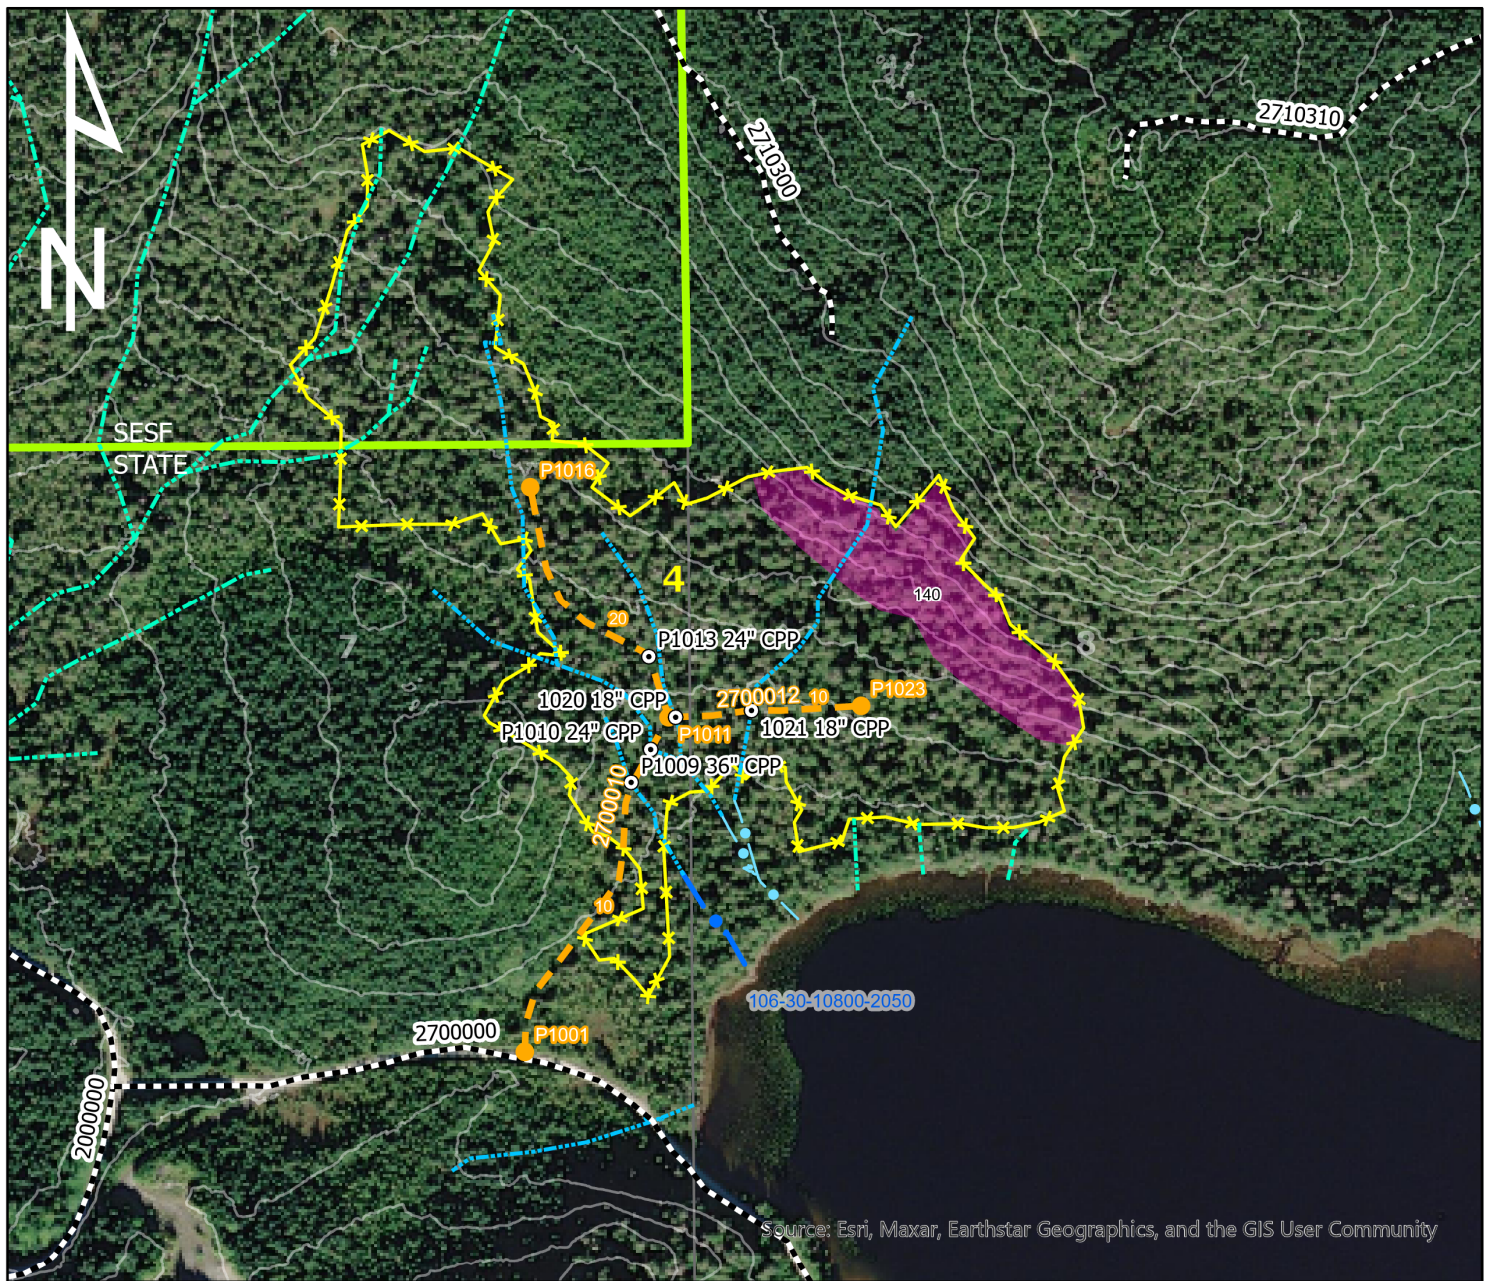 2710310
2710300
N
SESF
STATE
P1016
4
140
20
7
P1013 24" CPP
8
P1023
1020 18" CPP
2700012
10
P1010 24" CPP
P1011
1021 18" CPP
P1009 36" CPP
2700010
10
106-30-10800-2050
2700000
P1001
2000000
Source: Esri, Maxar, Earthstar Geographics, and the GIS User Community